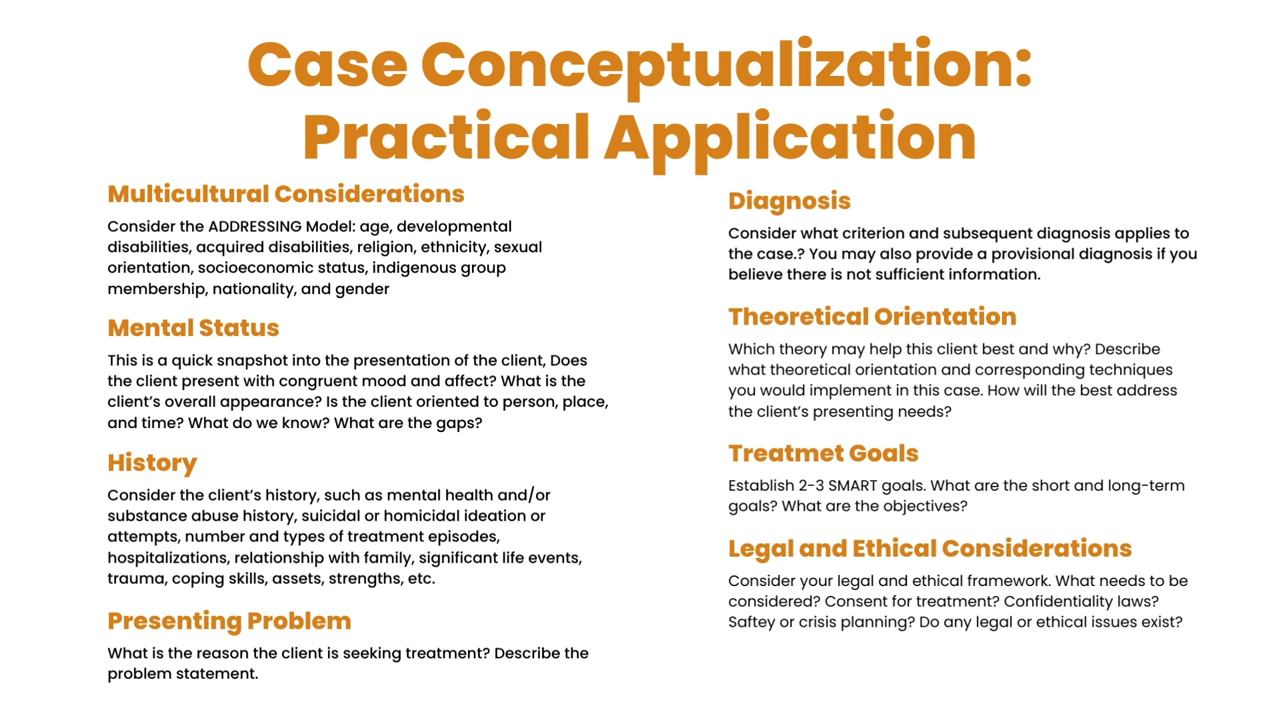 Case Conceptualization:
Practical Application
Multicultural Considerations
Consider the ADDRESSING Model: age, developmental
disabilities, acquired disabilities, religion, ethnicity, sexual
orientation, socioeconomic status, indigenous group
membership, nationality, and gender
Mental Status
This is a quick snapshot into the presentation of the client, Does
the client present with congruent mood and affect? What is the
client's overall appearance? Is the client oriented to person, place,
and time? What do we know? What are the gaps?
History
Consider the client's history, such as mental health and/or
substance abuse history, suicidal or homicidal ideation or
attempts, number and types of treatment episodes,
hospitalizations, relationship with family, significant life events,
trauma, coping skills, assets, strengths, etc.
Presenting Problem
What is the reason the client is seeking treatment? Describe the
problem statement.
Diagnosis
Consider what criterion and subsequent diagnosis applies to
the case.? You may also provide a provisional diagnosis if you
believe there is not sufficient information.
Theoretical Orientation
Which theory may help this client best and why? Describe
what theoretical orientation and corresponding techniques
you would implement in this case. How will the best address
the client's presenting needs?
Treatmet Goals
Establish 2-3 SMART goals. What are the short and long-term
goals? What are the objectives?
Legal and Ethical Considerations
Consider your legal and ethical framework. What needs to be
considered? Consent for treatment? Confidentiality laws?
Saftey or crisis planning? Do any legal or ethical issues exist?